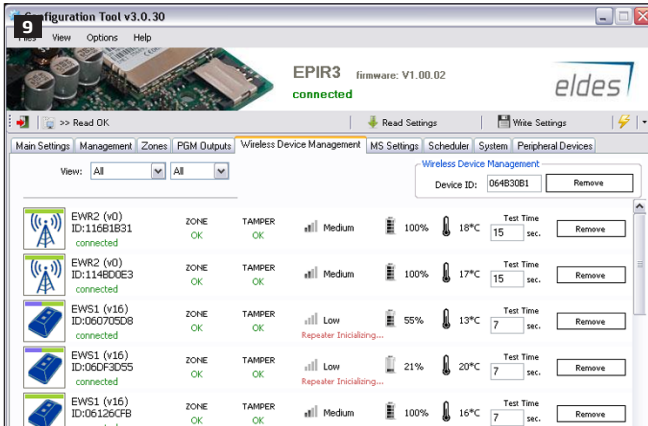 9
Configuration Tool v3.0.30
Files View Options Help
EPIR3 firmware: V1.00.02
connected
eldes
>> Read OK Read Settings Write Settings
Main Settings Management Zones PGM Outputs Wireless Device Management MS Settings Scheduler System Peripheral Devices
View: All All
Wireless Device Management
Device ID: 064B30B1 Remove
EWR2 (v0)
ID:116B1B31
connected
ZONE
OK
TAMPER
OK
Medium
100%
18°C
Test Time
15 sec.
Remove
EWR2 (v0)
ID:114BD0E3
connected
ZONE
OK
TAMPER
OK
Medium
100%
17°C
Test Time
15 sec.
Remove
EWS1 (v16)
ID:060705D8
connected
ZONE
OK
TAMPER
OK
Low
Repeater Inicializing...
55%
13°C
Test Time
7 sec.
Remove
EWS1 (v16)
ID:06DF3D55
connected
ZONE
OK
TAMPER
OK
Low
Repeater Inicializing...
21%
20°C
Test Time
7 sec.
Remove
EWS1 (v16)
ID:06126CFB
ZONE
OK
TAMPER
OK
Medium
100%
16°C
Test Time
7 sec.
Remove